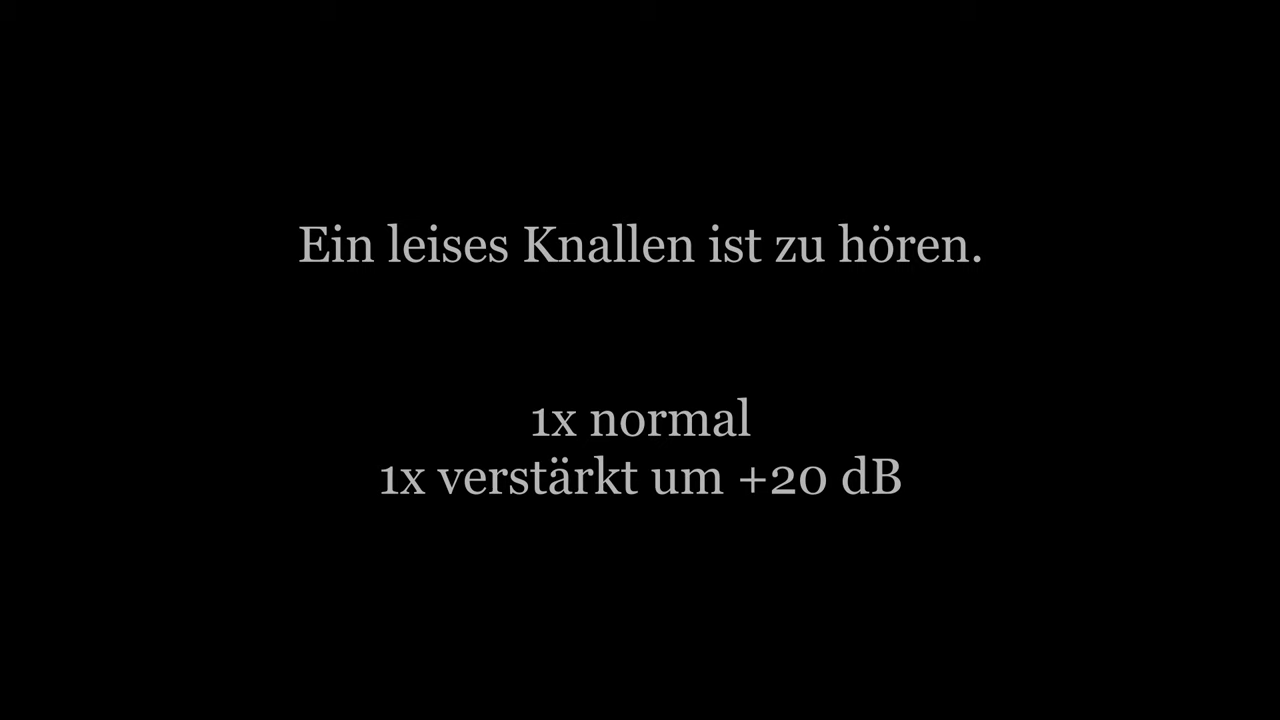 Ein leises Knallen ist zu hören.
1x normal
1x verstärkt um +20 dB